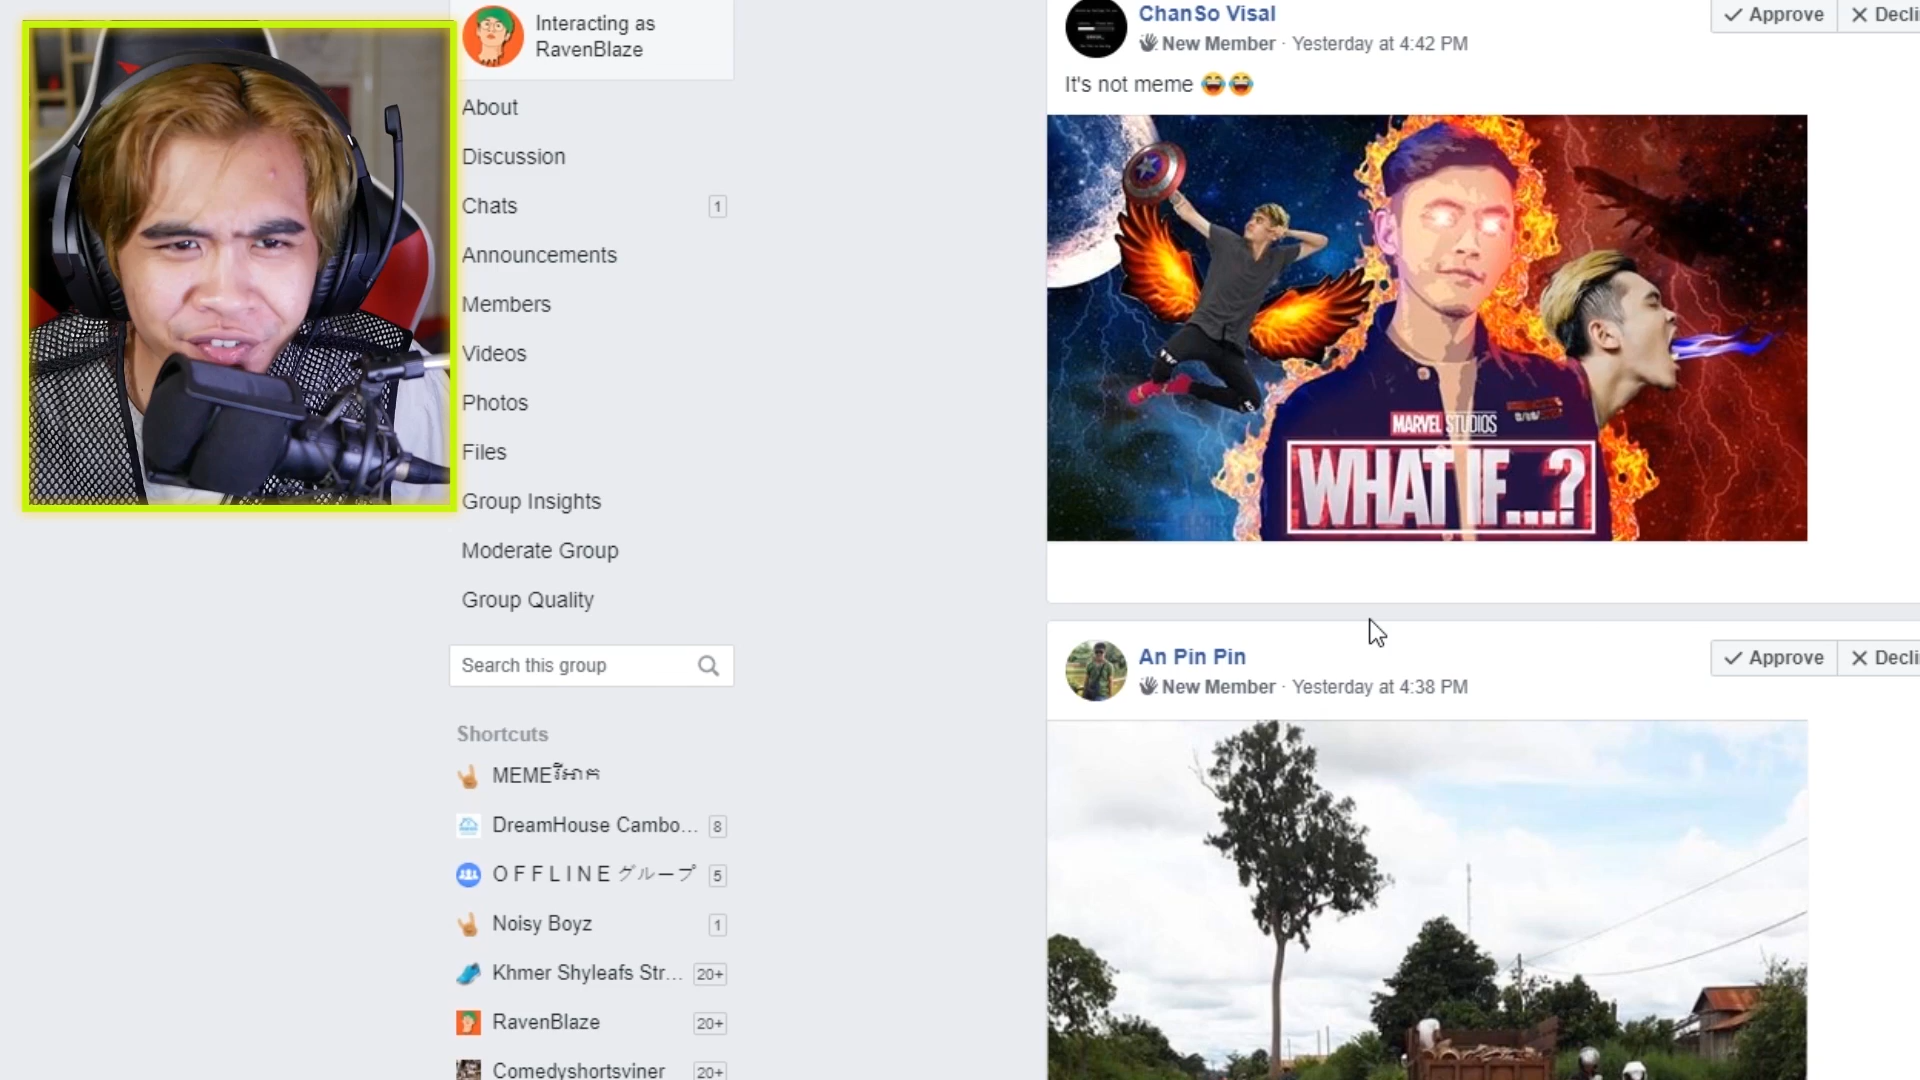 Interacting as
RavenBlaze
About
Discussion
Chats 1
Announcements
Members
Videos
Photos
Files
Group Insights
Moderate Group
Group Quality
Search this group
Shortcuts
MEMEរីអាក
DreamHouse Cambo... 8
O F F L I N E グループ 5
Noisy Boyz 1
Khmer Shyleafs Str... 20+
RavenBlaze 20+
Comedyshortsviner 20+
ChanSo Visal
New Member · Yesterday at 4:42 PM
Approve
Decli
It's not meme 😂😂
MARVEL STUDIOS
WHAT IF...?
An Pin Pin
New Member · Yesterday at 4:38 PM
Approve
Decli